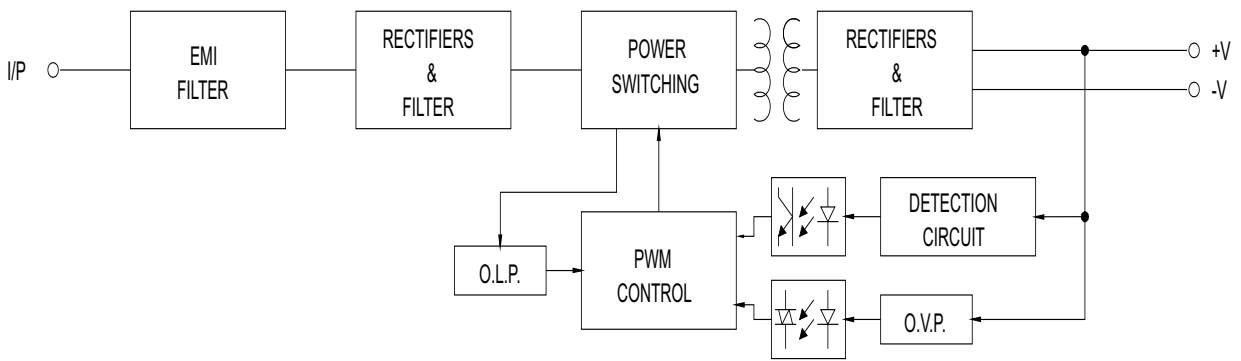 I/P
EMI
FILTER
RECTIFIERS
&
FILTER
POWER
SWITCHING
RECTIFIERS
&
FILTER
+V
-V
O.L.P.
PWM
CONTROL
DETECTION
CIRCUIT
O.V.P.